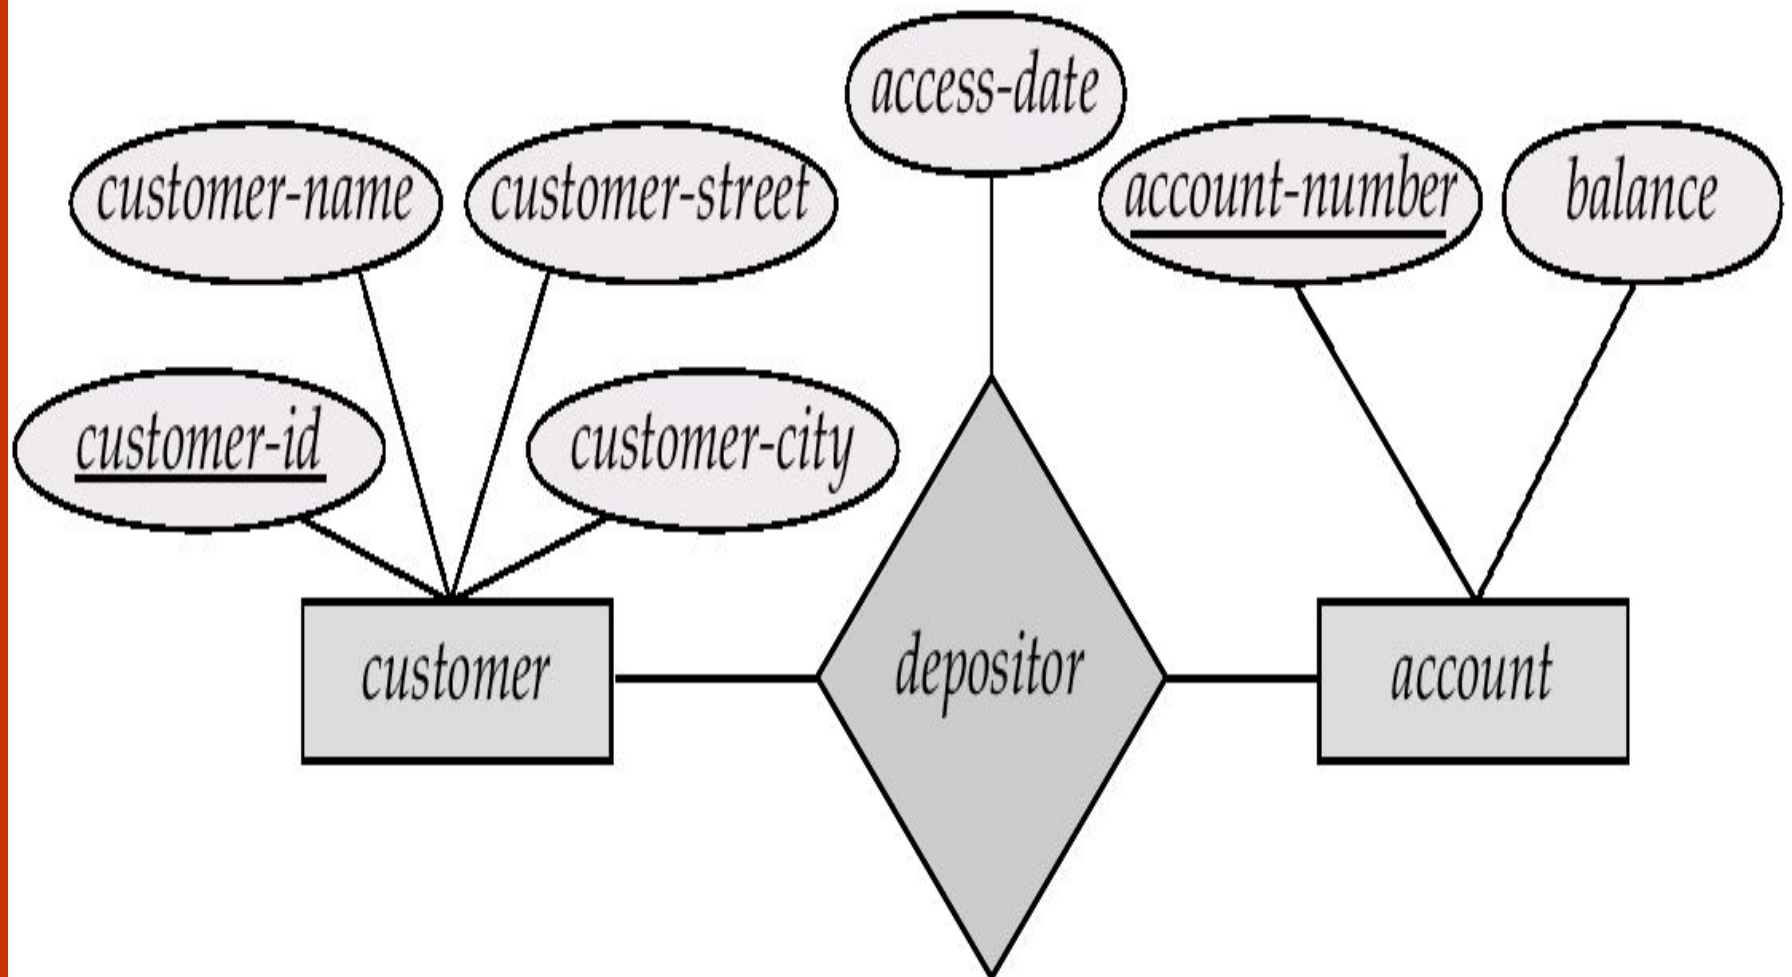 access-date
customer-name
customer-street
account-number
balance
customer-id
customer-city
customer
depositor
account